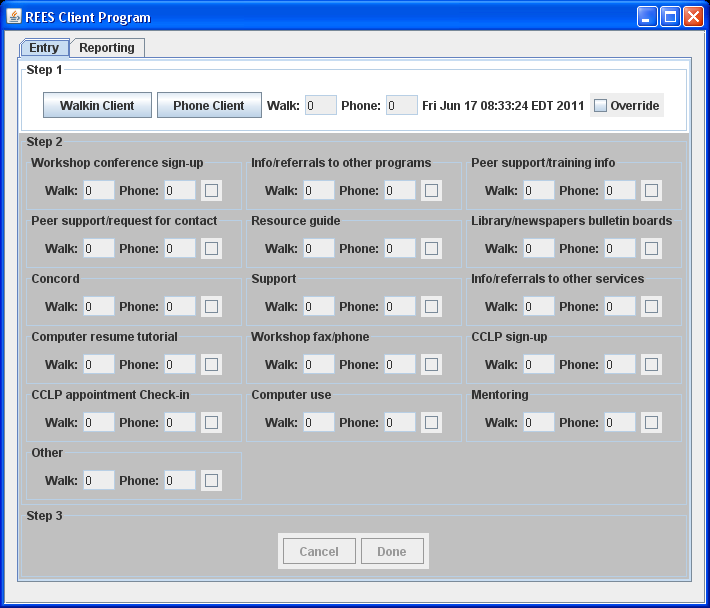 REES Client Program
Entry Reporting
Step 1
Walkin Client Phone Client Walk: 0 Phone: 0 Fri Jun 17 08:33:24 EDT 2011 Override
Step 2
Workshop conference sign-up Info/referrals to other programs Peer support/training info
Walk: 0 Phone: 0 Walk: 0 Phone: 0 Walk: 0 Phone: 0
Peer support/request for contact Resource guide Library/newspapers bulletin boards
Walk: 0 Phone: 0 Walk: 0 Phone: 0 Walk: 0 Phone: 0
Concord Support Info/referrals to other services
Walk: 0 Phone: 0 Walk: 0 Phone: 0 Walk: 0 Phone: 0
Computer resume tutorial Workshop fax/phone CCLP sign-up
Walk: 0 Phone: 0 Walk: 0 Phone: 0 Walk: 0 Phone: 0
CCLP appointment Check-in Computer use Mentoring
Walk: 0 Phone: 0 Walk: 0 Phone: 0 Walk: 0 Phone: 0
Other
Walk: 0 Phone: 0
Step 3
Cancel Done